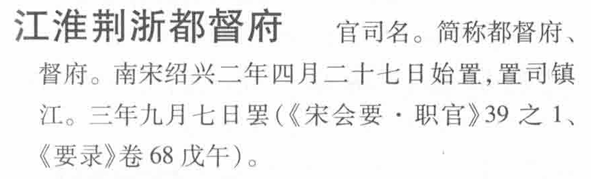 江淮荆浙都督府　官司名。简称都督府、
督府。南宋绍兴二年四月二十七日始置,置司镇
江。三年九月七日罢(《宋会要·职官》39之1、
《要录》卷68戊午)。